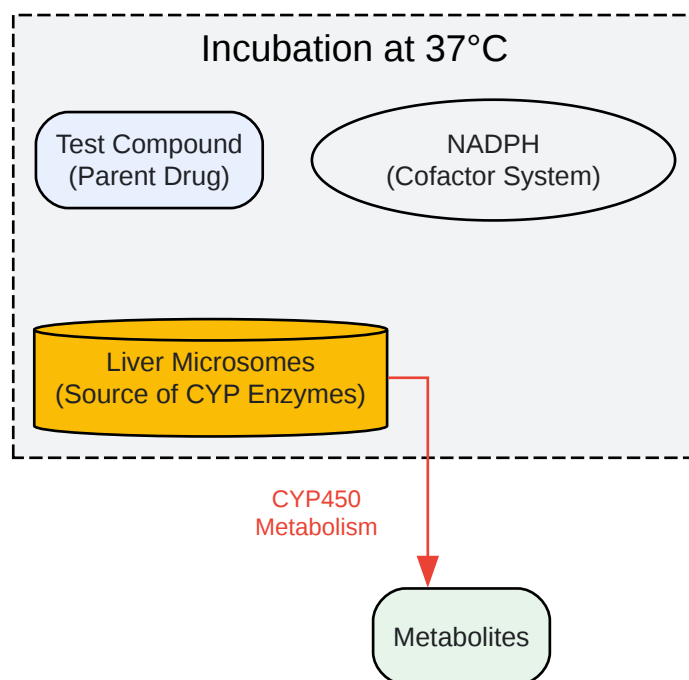 Incubation at 37°C
Test Compound
(Parent Drug)
NADPH
(Cofactor System)
Liver Microsomes
(Source of CYP Enzymes)
CYP450
Metabolism
Metabolites